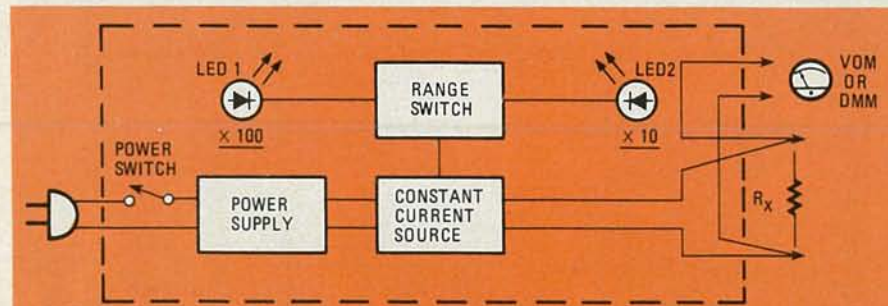 LED 1
× 100
RANGE
SWITCH
LED2
× 10
VOM
OR
DMM
POWER
SWITCH
POWER
SUPPLY
CONSTANT
CURRENT
SOURCE
RX